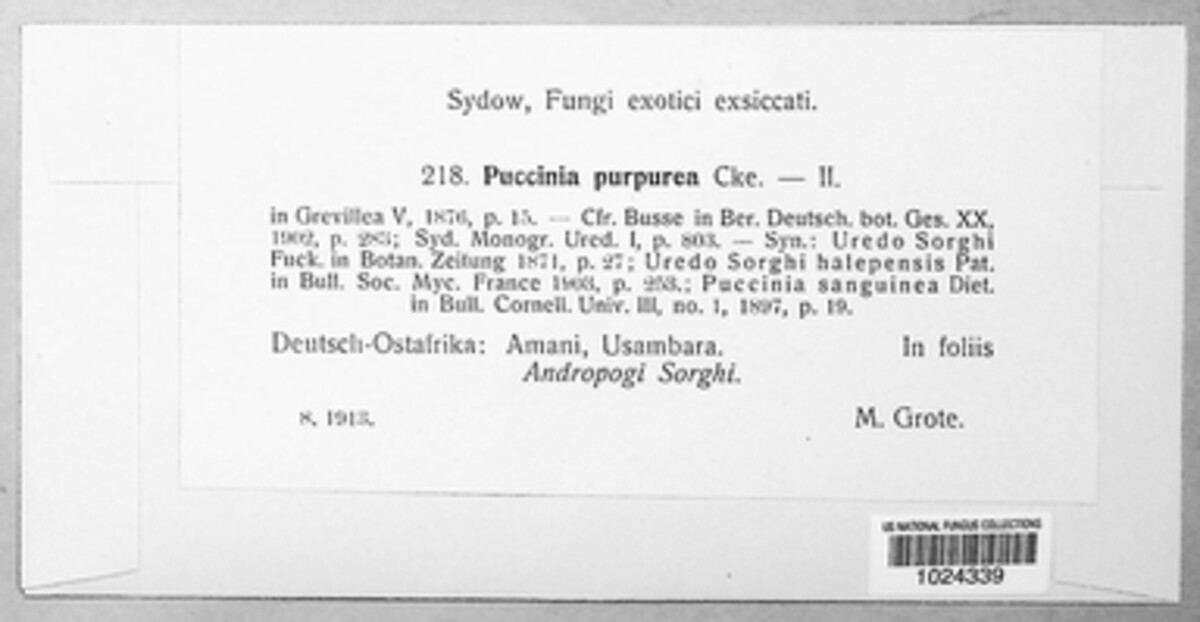 Sydow, Fungi exotici exsiccati.
218. Puccinia purpurea Cke. — II.
in Grevillea V, 1876, p. 15. — Cfr. Busse in Ber. Deutsch. bot. Ges. XX,
1902, p. 283; Syd. Monogr. Ured. I, p. 803. — Syn.: Uredo Sorghi
Fuck. in Botan. Zeitung 1871, p. 27; Uredo Sorghi halepensis Pat.
in Bull. Soc. Myc. France 1903, p. 253.; Puccinia sanguinea Diet.
in Bull. Cornell. Univ. III, no. 1, 1897, p. 19.
Deutsch-Ostafrika: Amani, Usambara. In foliis
Andropogi Sorghi.
8. 1913. M. Grote.
US NATIONAL FUNGUS COLLECTIONS
1024339